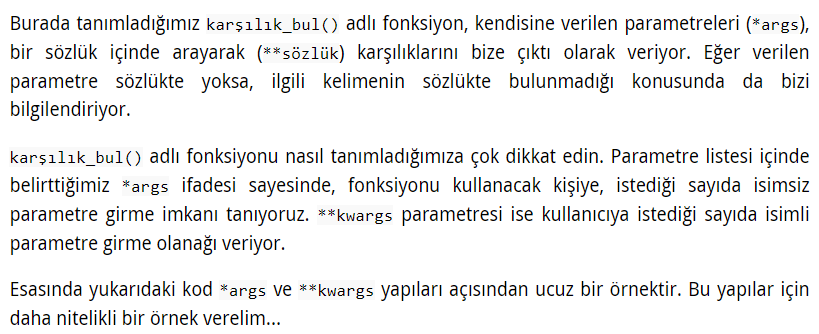 Burada tanımladığımız karşılık_bul() adlı fonksiyon, kendisine verilen parametreleri (*args),
bir sözlük içinde arayarak (**sözlük) karşılıklarını bize çıktı olarak veriyor. Eğer verilen
parametre sözlükte yoksa, ilgili kelimenin sözlükte bulunmadığı konusunda da bizi
bilgilendiriyor.
karşılık_bul() adlı fonksiyonu nasıl tanımladığımıza çok dikkat edin. Parametre listesi içinde
belirttiğimiz *args ifadesi sayesinde, fonksiyonu kullanacak kişiye, istediği sayıda isimsiz
parametre girme imkanı tanıyoruz. **kwargs parametresi ise kullanıcıya istediği sayıda isimli
parametre girme olanağı veriyor.
Esasında yukarıdaki kod *args ve **kwargs yapıları açısından ucuz bir örnektir. Bu yapılar için
daha nitelikli bir örnek verelim...